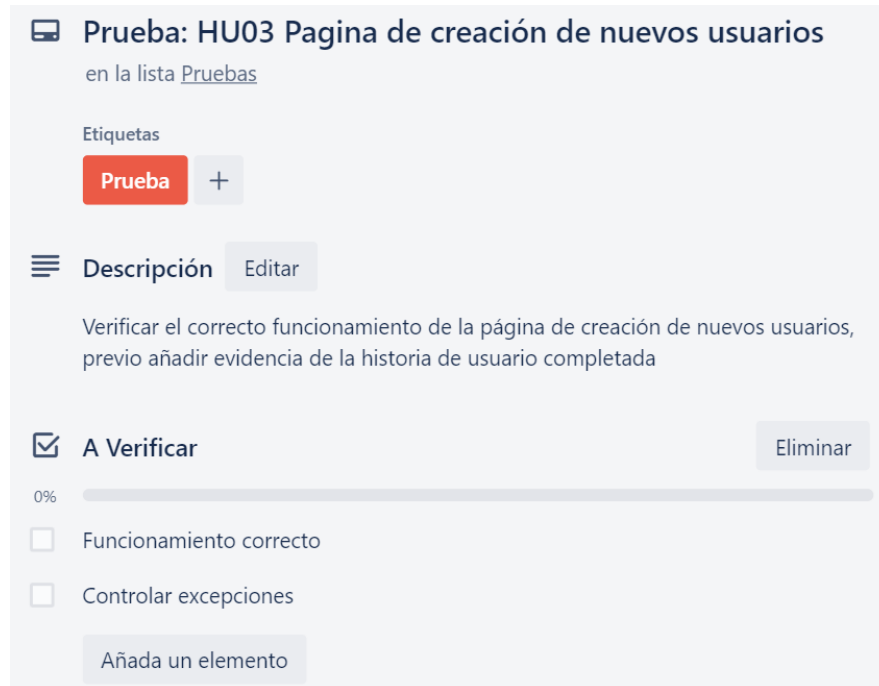 Prueba: HU03 Pagina de creación de nuevos usuarios
en la lista Pruebas
Etiquetas
Prueba +
Descripción Editar
Verificar el correcto funcionamiento de la página de creación de nuevos usuarios,
previo añadir evidencia de la historia de usuario completada
A Verificar Eliminar
0%
Funcionamiento correcto
Controlar excepciones
Añada un elemento